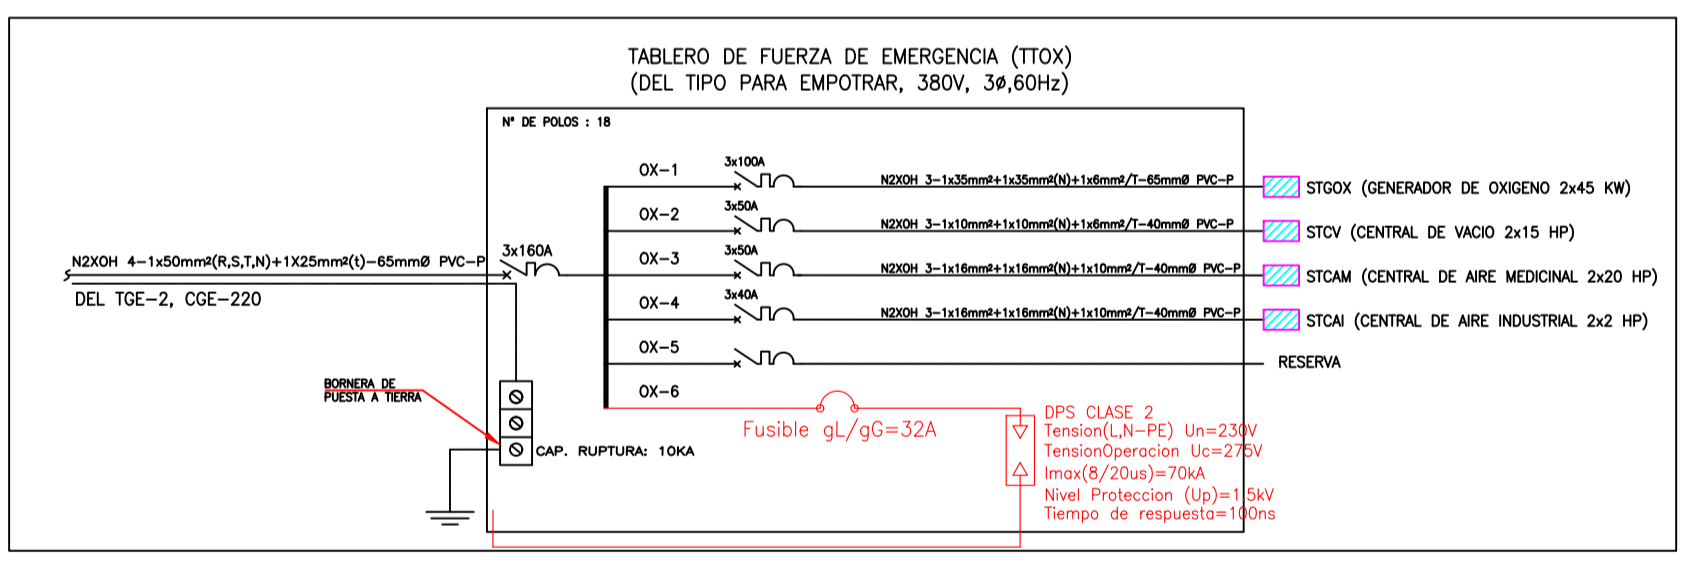 TABLERO DE FUERZA DE EMERGENCIA (TTOX)
(DEL TIPO PARA EMPOTRAR, 380V, 3ø,60Hz)
N° DE POLOS : 18
OX-1
3x100A
N2XOH 3-1x35mm²+1x35mm²(N)+1x6mm²/T-65mmØ PVC-P
STGOX (GENERADOR DE OXIGENO 2x45 KW)
OX-2
3x50A
N2XOH 3-1x10mm²+1x10mm²(N)+1x6mm²/T-40mmØ PVC-P
STCV (CENTRAL DE VACIO 2x15 HP)
N2XOH 4-1x50mm²(R,S,T,N)+1X25mm²(t)-65mmØ PVC-P
DEL TGE-2, CGE-220
3x160A
OX-3
3x50A
N2XOH 3-1x16mm²+1x16mm²(N)+1x10mm²/T-40mmØ PVC-P
STCAM (CENTRAL DE AIRE MEDICINAL 2x20 HP)
OX-4
3x40A
N2XOH 3-1x16mm²+1x16mm²(N)+1x10mm²/T-40mmØ PVC-P
STCAI (CENTRAL DE AIRE INDUSTRIAL 2x2 HP)
OX-5
RESERVA
OX-6
BORNERA DE
PUESTA A TIERRA
CAP. RUPTURA: 10KA
Fusible gL/gG=32A
DPS CLASE 2
Tension(L,N-PE) Un=230V
TensionOperacion Uc=275V
Imax(8/20us)=70kA
Nivel Proteccion (Up)=1.5kV
Tiempo de respuesta=100ns